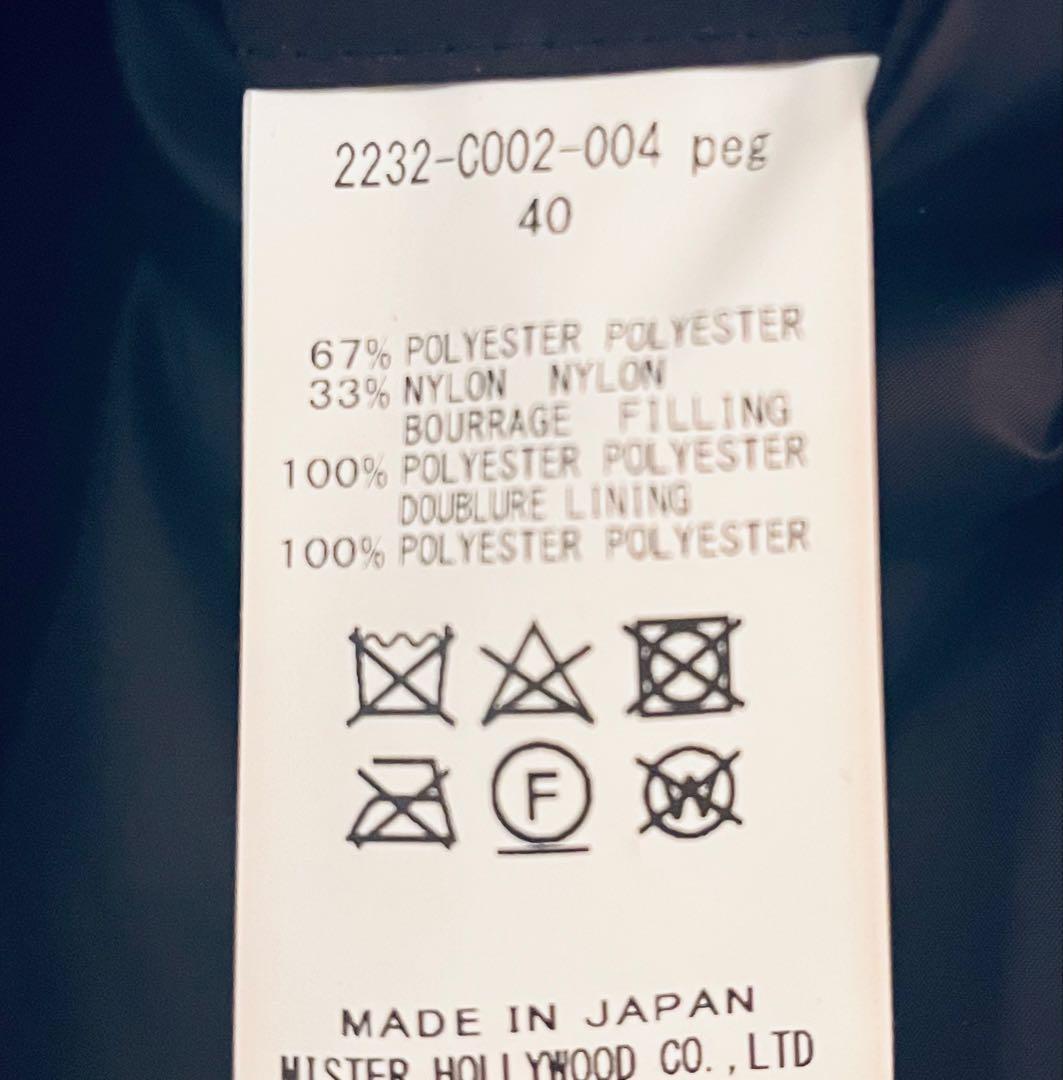 2232-C002-004 peg
40
67% POLYESTER POLYESTER
33% NYLON NYLON
BOURRAGE FILLING
100% POLYESTER POLYESTER
DOUBLURE LINING
100% POLYESTER POLYESTER
F
W
MADE IN JAPAN
MISTER HOLLYWOOD CO.,LTD